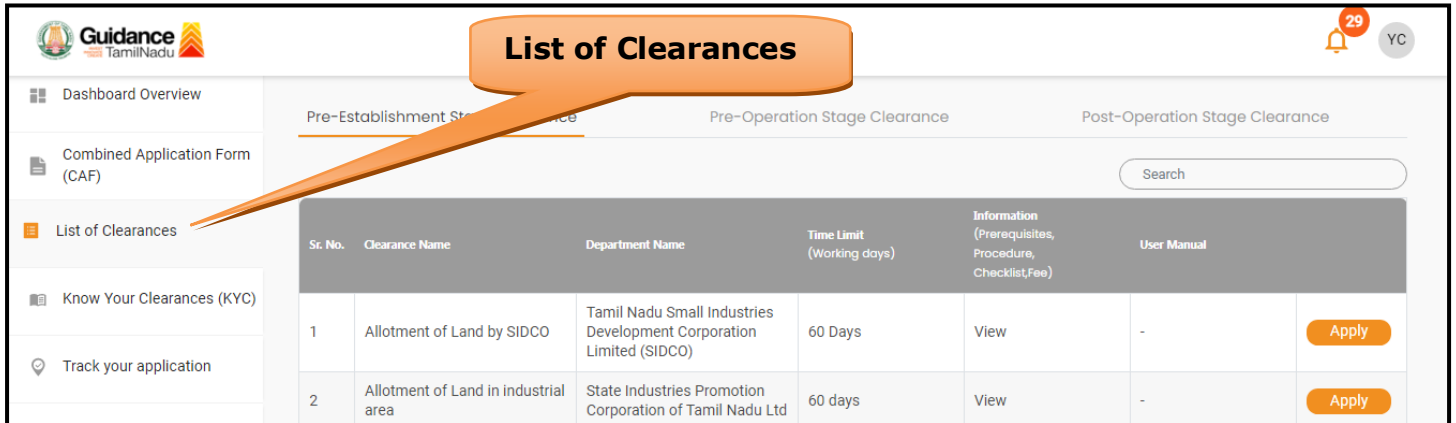 Guidance
TamilNadu
List of Clearances
29
YC
Dashboard Overview
Combined Application Form
(CAF)
List of Clearances
Know Your Clearances (KYC)
Track your application
Pre-Establishment St
Pre-Operation Stage Clearance
Post-Operation Stage Clearance
Search
Sr. No.
Clearance Name
Department Name
Time Limit
(Working days)
Information
(Prerequisites,
Procedure,
Checklist,Fee)
User Manual
1
Allotment of Land by SIDCO
Tamil Nadu Small Industries
Development Corporation
Limited (SIDCO)
60 Days
View
-
Apply
2
Allotment of Land in industrial
area
State Industries Promotion
Corporation of Tamil Nadu Ltd
60 days
View
-
Apply